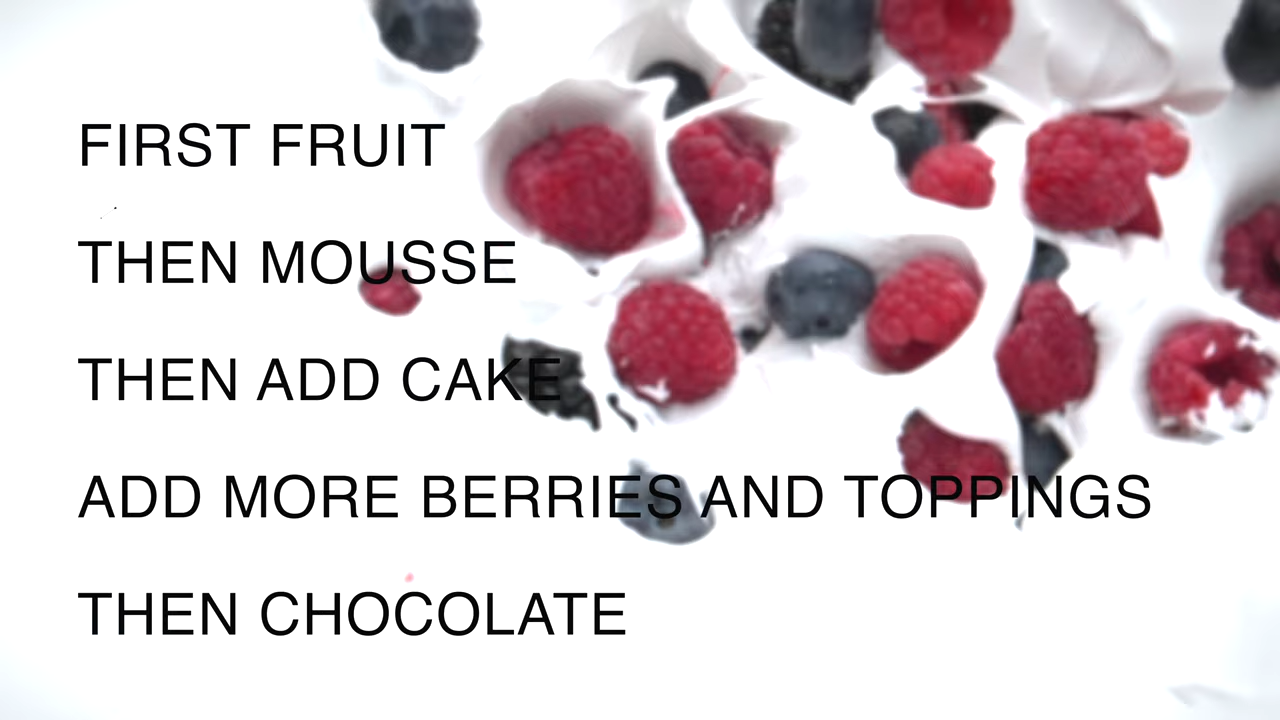 FIRST FRUIT
THEN MOUSSE
THEN ADD CAKE
ADD MORE BERRIES AND TOPPINGS
THEN CHOCOLATE